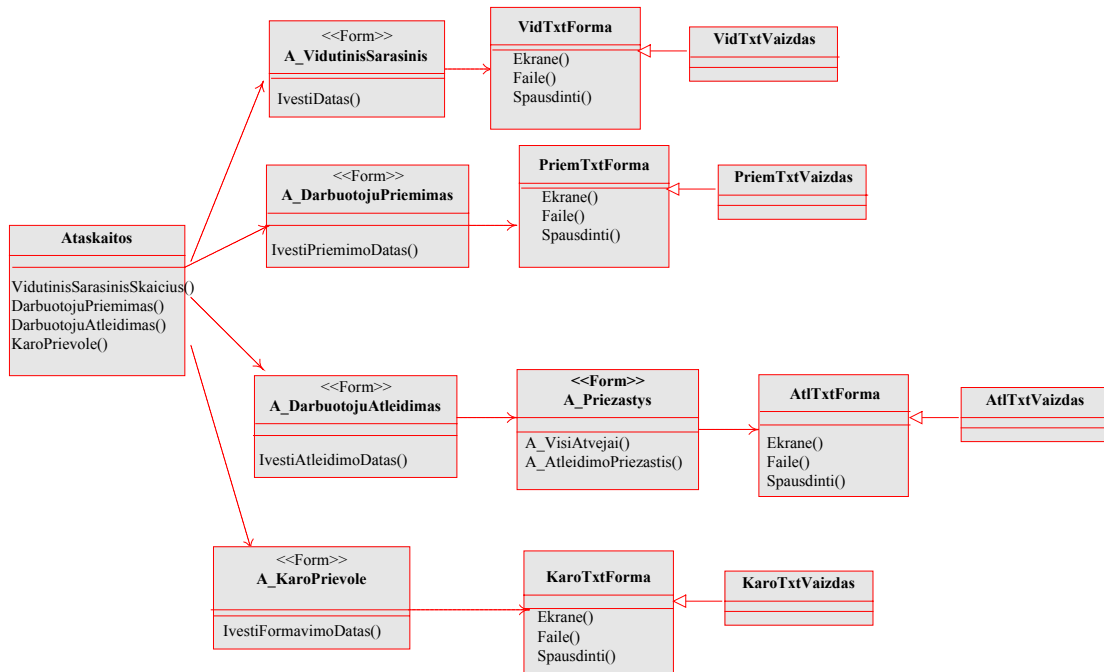 <<Form>>
A_VidutinisSarasinis
IvestiDatas()
VidTxtForma
Ekrane()
Faile()
Spausdinti()
VidTxtVaizdas
<<Form>>
A_DarbuotojuPriemimas
IvestiPriemimoDatas()
PriemTxtForma
Ekrane()
Faile()
Spausdinti()
PriemTxtVaizdas
Ataskaitos
VidutinisSarasinisSkaicius()
DarbuotojuPriemimas()
DarbuotojuAtleidimas()
KaroPrievole()
<<Form>>
A_DarbuotojuAtleidimas
IvestiAtleidimoDatas()
<<Form>>
A_Priezastys
A_VisiAtvejai()
A_AtleidimoPriezastis()
AtlTxtForma
Ekrane()
Faile()
Spausdinti()
AtlTxtVaizdas
<<Form>>
A_KaroPrievole
IvestiFormavimoDatas()
KaroTxtForma
Ekrane()
Faile()
Spausdinti()
KaroTxtVaizdas